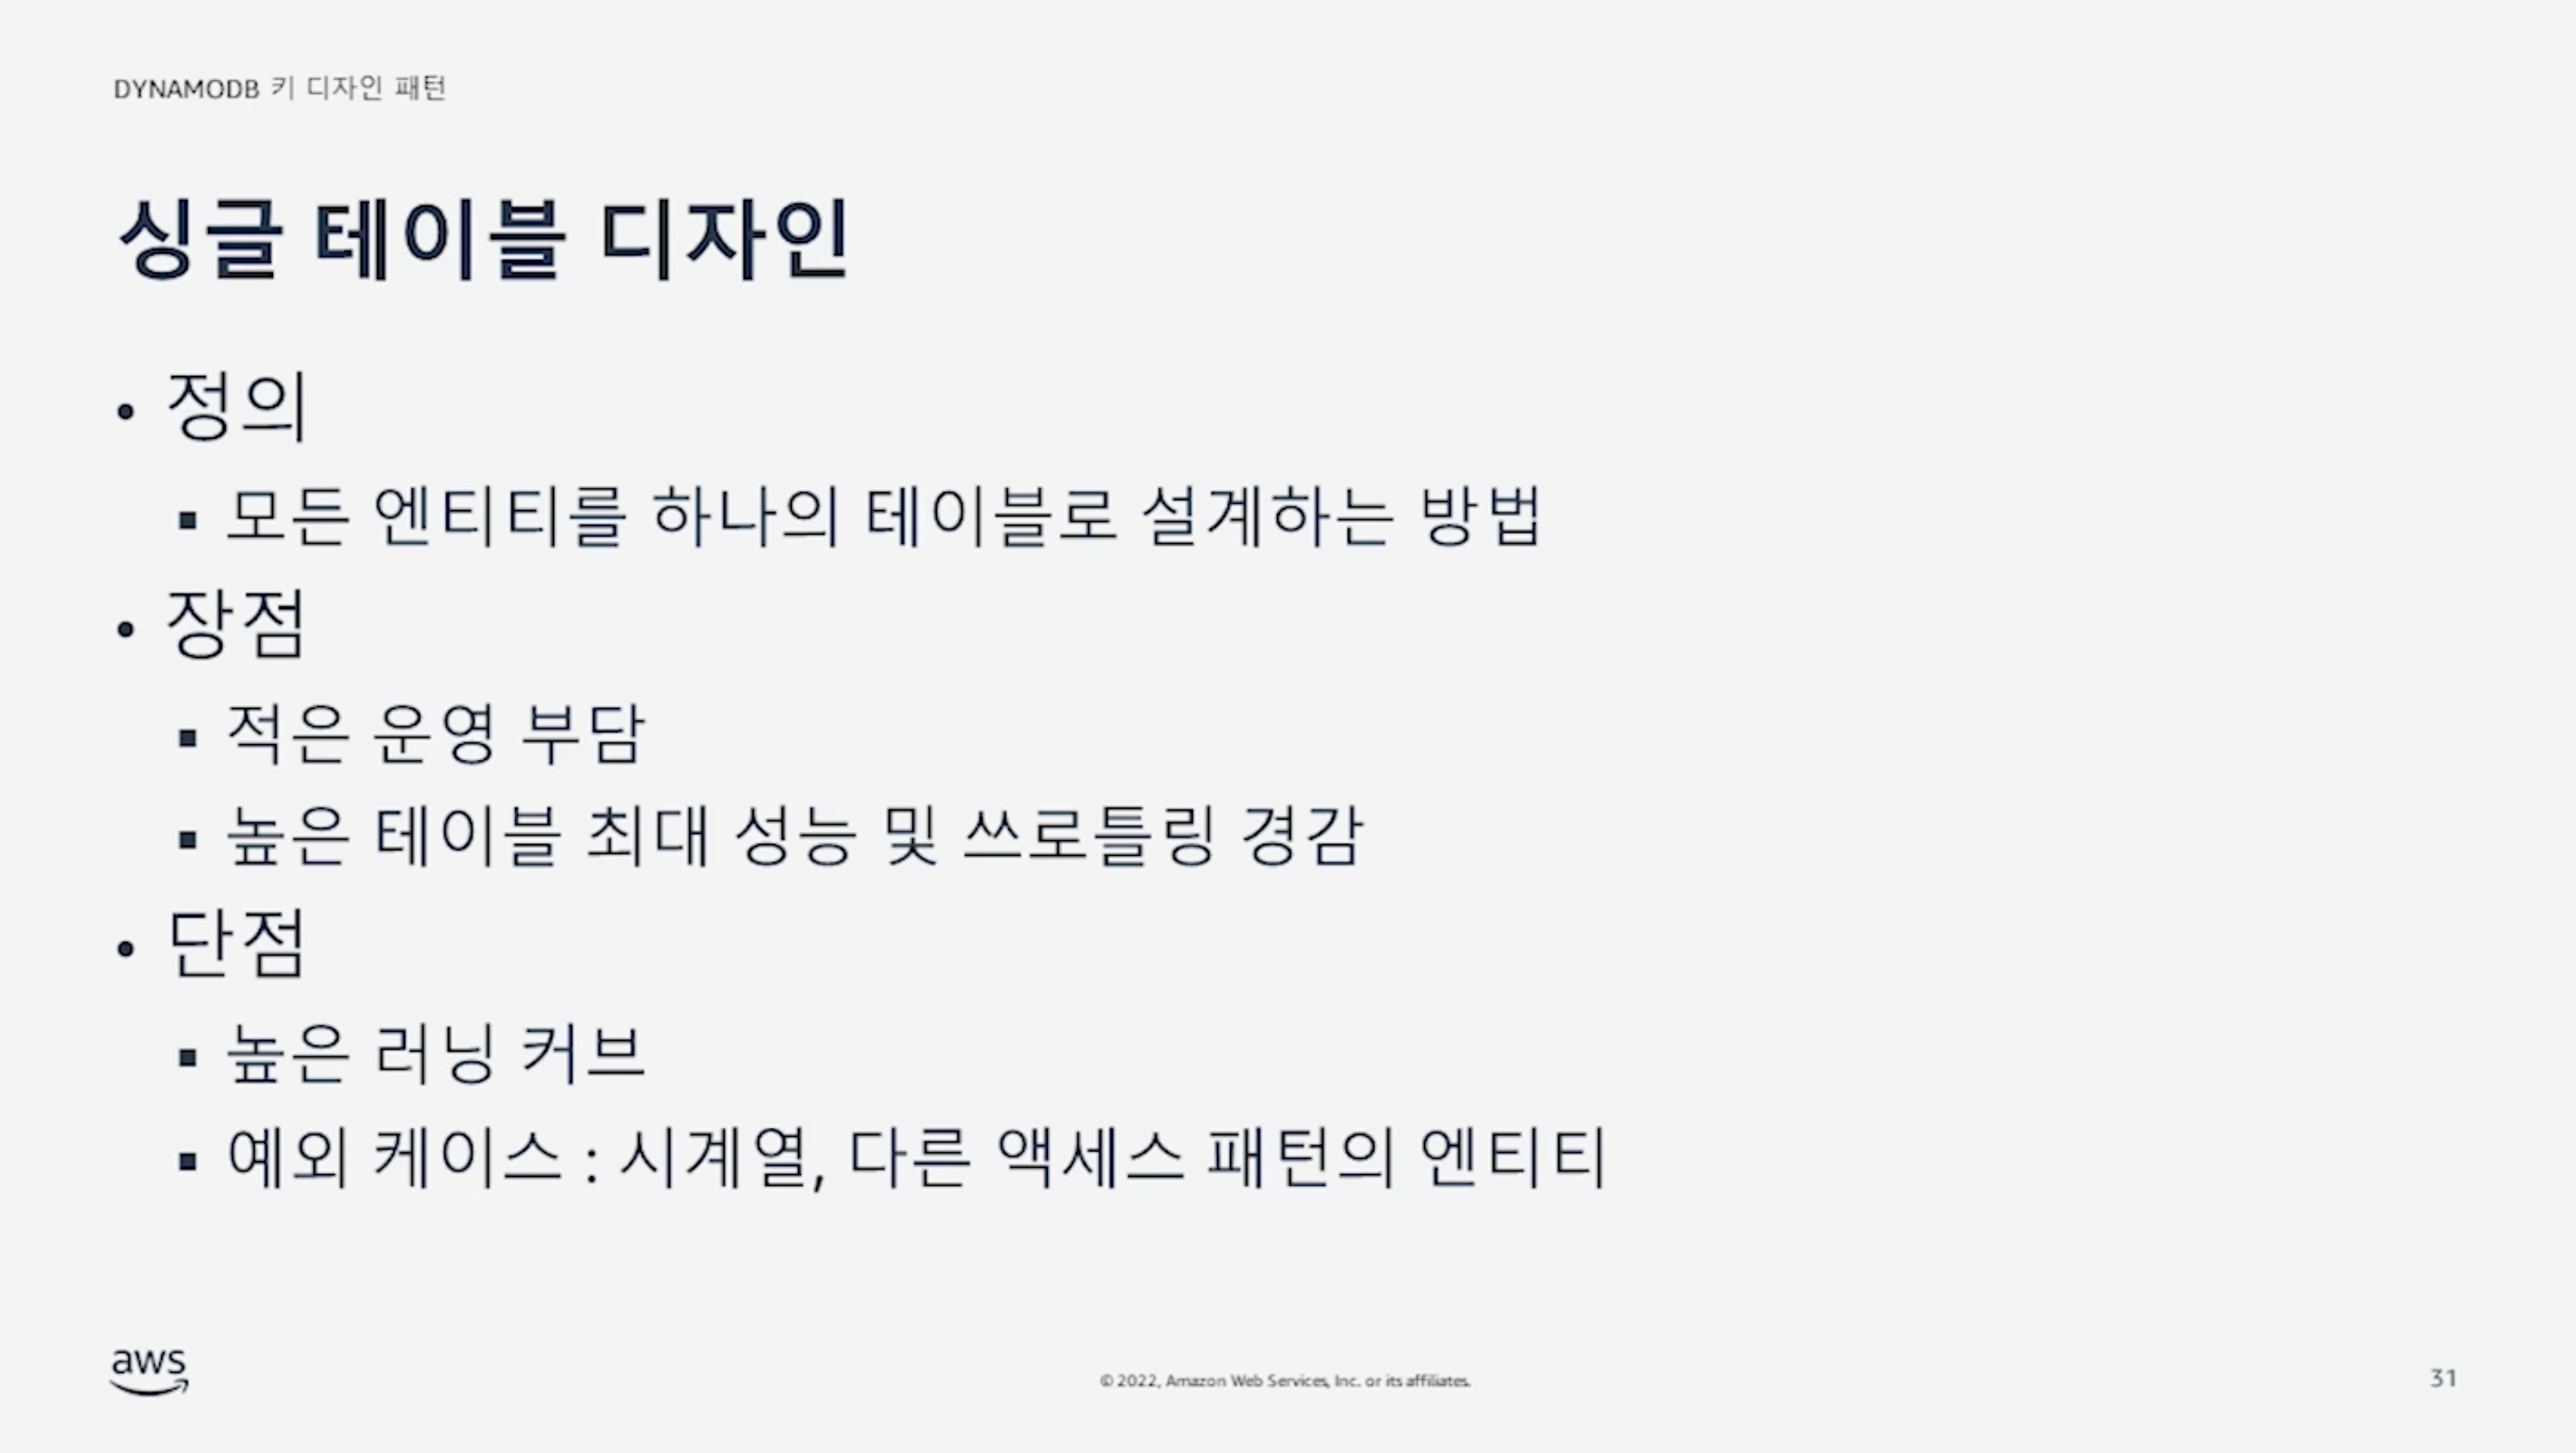 DYNAMODB 키 디자인 패턴
싱글 테이블 디자인
• 정의
▪ 모든 엔티티를 하나의 테이블로 설계하는 방법
• 장점
▪ 적은 운영 부담
▪ 높은 테이블 최대 성능 및 쓰로틀링 경감
• 단점
▪ 높은 러닝 커브
▪ 예외 케이스 : 시계열, 다른 액세스 패턴의 엔티티
aws
© 2022, Amazon Web Services, Inc. or its affiliates.
31